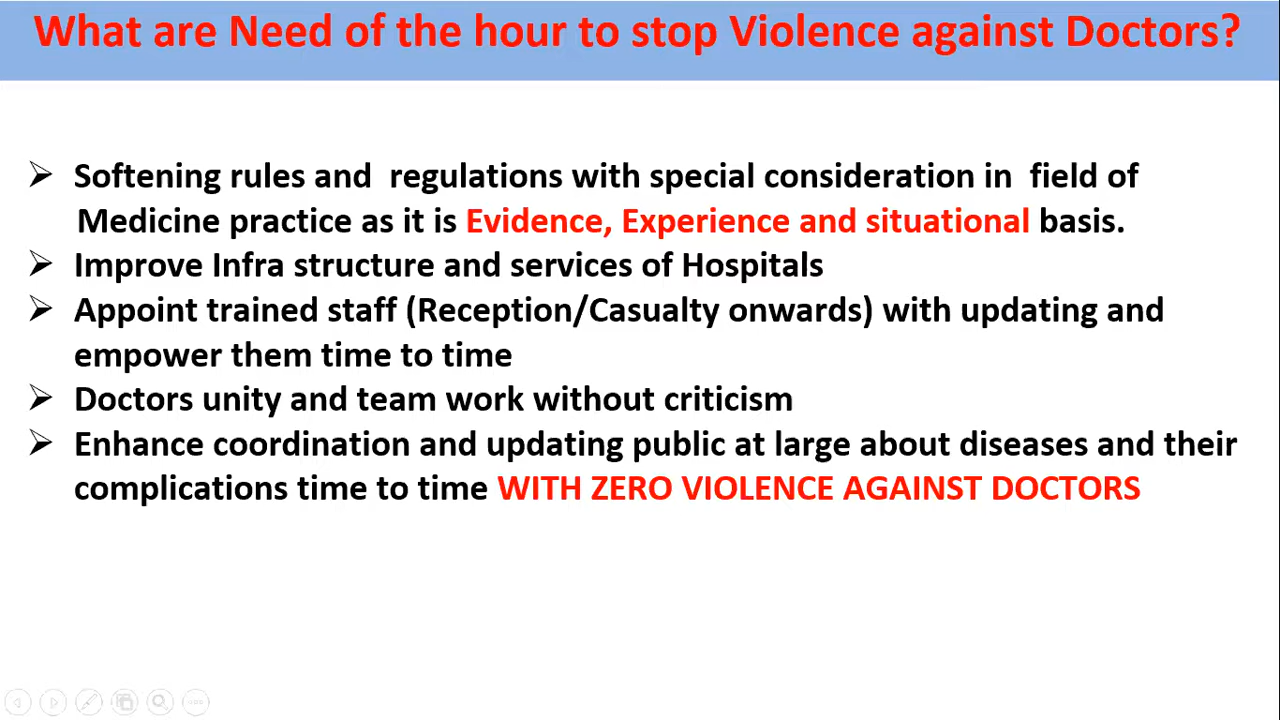 What are Need of the hour to stop Violence against Doctors?
Softening rules and regulations with special consideration in field of
Medicine practice as it is Evidence, Experience and situational basis.
Improve Infra structure and services of Hospitals
Appoint trained staff (Reception/Casualty onwards) with updating and
empower them time to time
Doctors unity and team work without criticism
Enhance coordination and updating public at large about diseases and their
complications time to time WITH ZERO VIOLENCE AGAINST DOCTORS